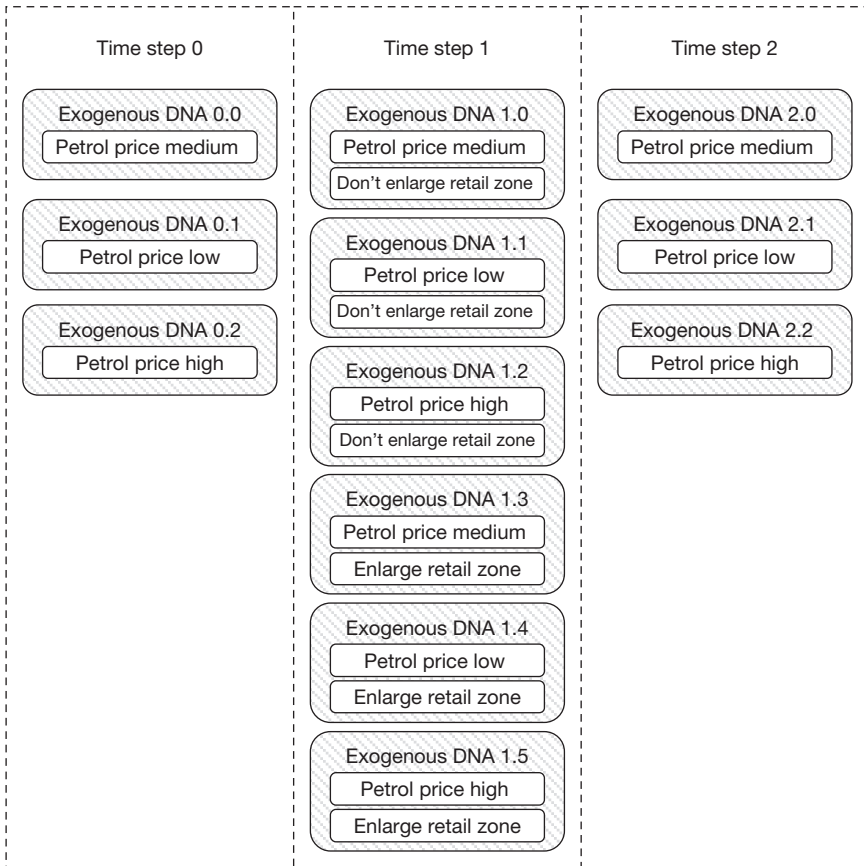 Time step 0
Exogenous DNA 0.0
Petrol price medium
Exogenous DNA 0.1
Petrol price low
Exogenous DNA 0.2
Petrol price high
Time step 1
Exogenous DNA 1.0
Petrol price medium
Don’t enlarge retail zone
Exogenous DNA 1.1
Petrol price low
Don’t enlarge retail zone
Exogenous DNA 1.2
Petrol price high
Don’t enlarge retail zone
Exogenous DNA 1.3
Petrol price medium
Enlarge retail zone
Exogenous DNA 1.4
Petrol price low
Enlarge retail zone
Exogenous DNA 1.5
Petrol price high
Enlarge retail zone
Time step 2
Exogenous DNA 2.0
Petrol price medium
Exogenous DNA 2.1
Petrol price low
Exogenous DNA 2.2
Petrol price high